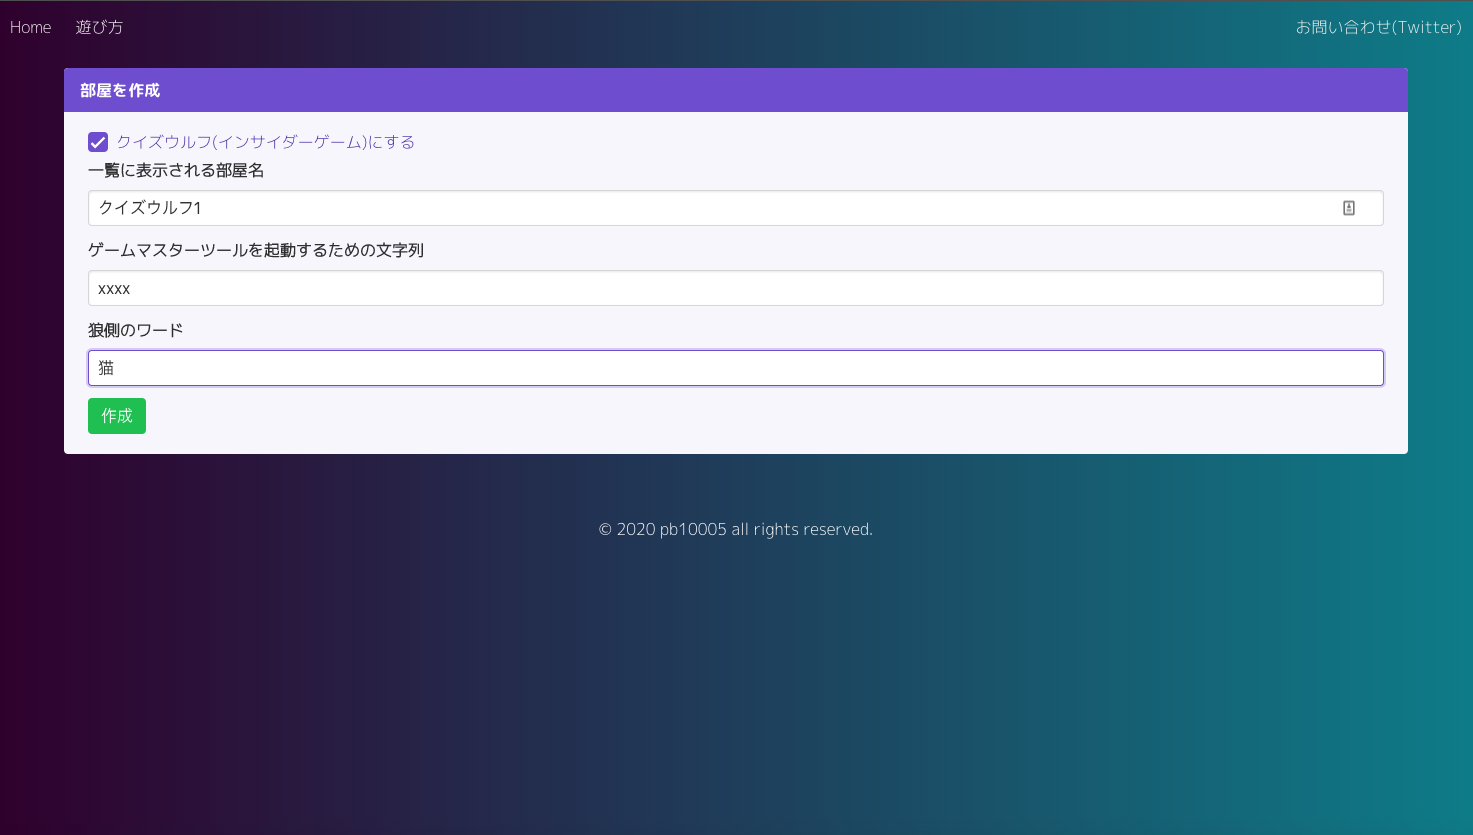 Home 遊び方 お問い合わせ(Twitter)
部屋を作成
クイズウルフ(インサイダーゲーム)にする
一覧に表示される部屋名
クイズウルフ1
ゲームマスターツールを起動するための文字列
xxxx
狼側のワード
猫
作成
© 2020 pb10005 all rights reserved.